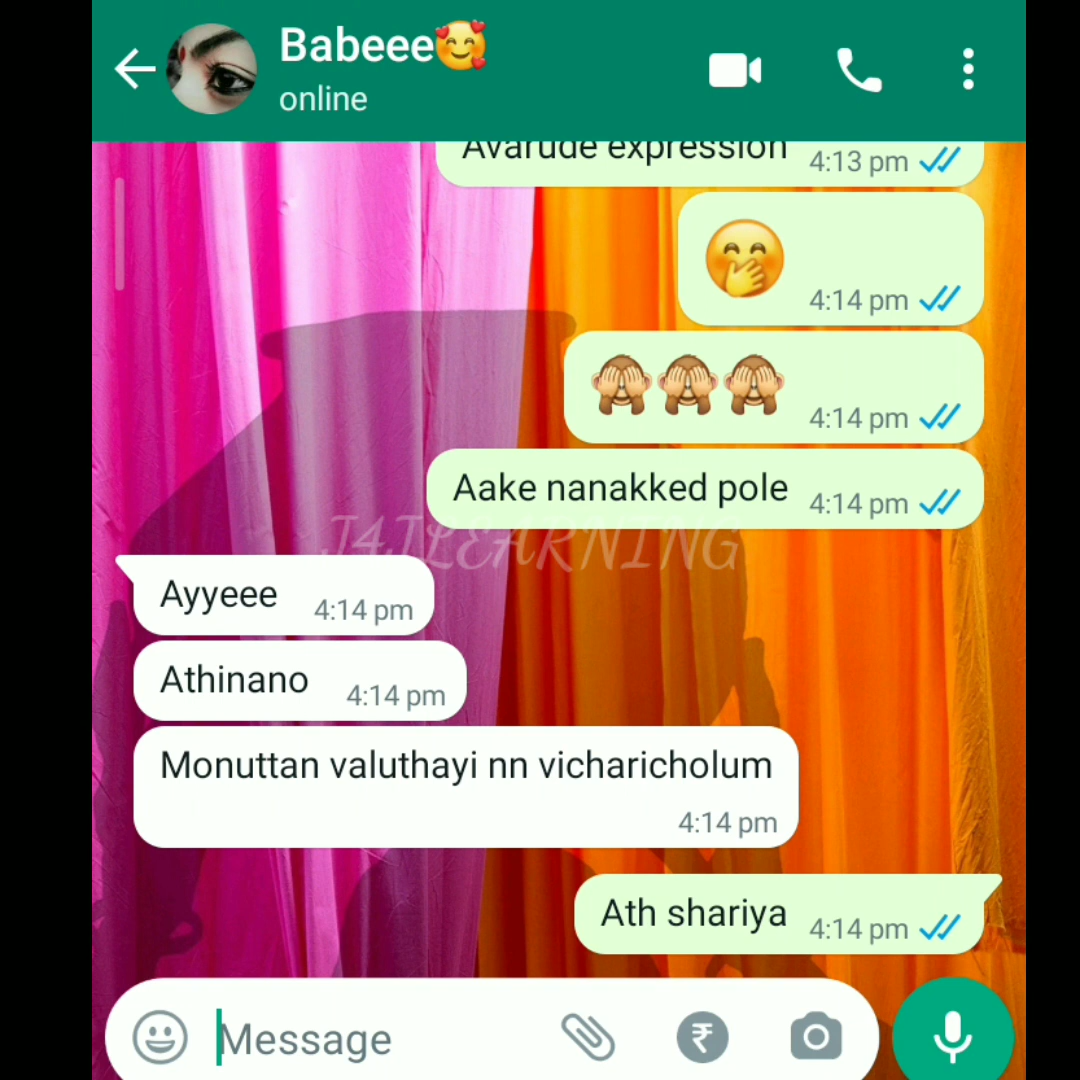 Babeee🥰
online
Avarude expression 4:13 pm
🤭 4:14 pm
🙈🙈🙈 4:14 pm
Aake nanakked pole 4:14 pm
J4JLEARNING
Ayyeee 4:14 pm
Athinano 4:14 pm
Monuttan valuthayi nn vicharicholum
4:14 pm
Ath shariya 4:14 pm
Message